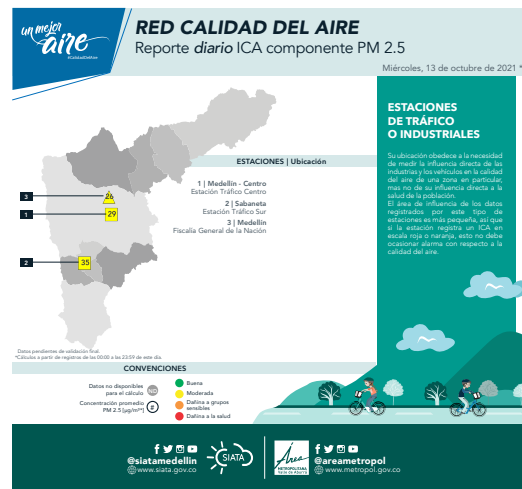 un mejor
aire
#CalidadDelAire
RED CALIDAD DEL AIRE
Reporte diario ICA componente PM 2.5
Miércoles, 13 de octubre de 2021 *
ESTACIONES | Ubicación
1 | Medellín - Centro
Estación Tráfico Centro
2 | Sabaneta
Estación Tráfico Sur
3 | Medellín
Fiscalía General de la Nación
3
26
1
29
2
35
ESTACIONES
DE TRÁFICO
O INDUSTRIALES
Su ubicación obedece a la necesidad
de medir la influencia directa de las
industrias y los vehículos en la calidad
del aire de una zona en particular,
mas no de su influencia directa a la
salud de la población.
El área de influencia de los datos
registrados por este tipo de
estaciones es más pequeña, así que
si la estación registra un ICA en
escala roja o naranja, esto no debe
ocasionar alarma con respecto a la
calidad del aire.
Datos pendientes de validación final.
*Cálculos a partir de registros de las 00:00 a las 23:59 de este día.
CONVENCIONES
Datos no disponibles
para el cálculo
ND
Concentración promedio
PM 2.5 [µg/m³*]
#
Buena
Moderada
Dañina a grupos
sensibles
Dañina a la salud
@siatamedellin
www.siata.gov.co
SIATA
Área
METROPOLITANA
Valle de Aburrá
@areametropol
www.metropol.gov.co